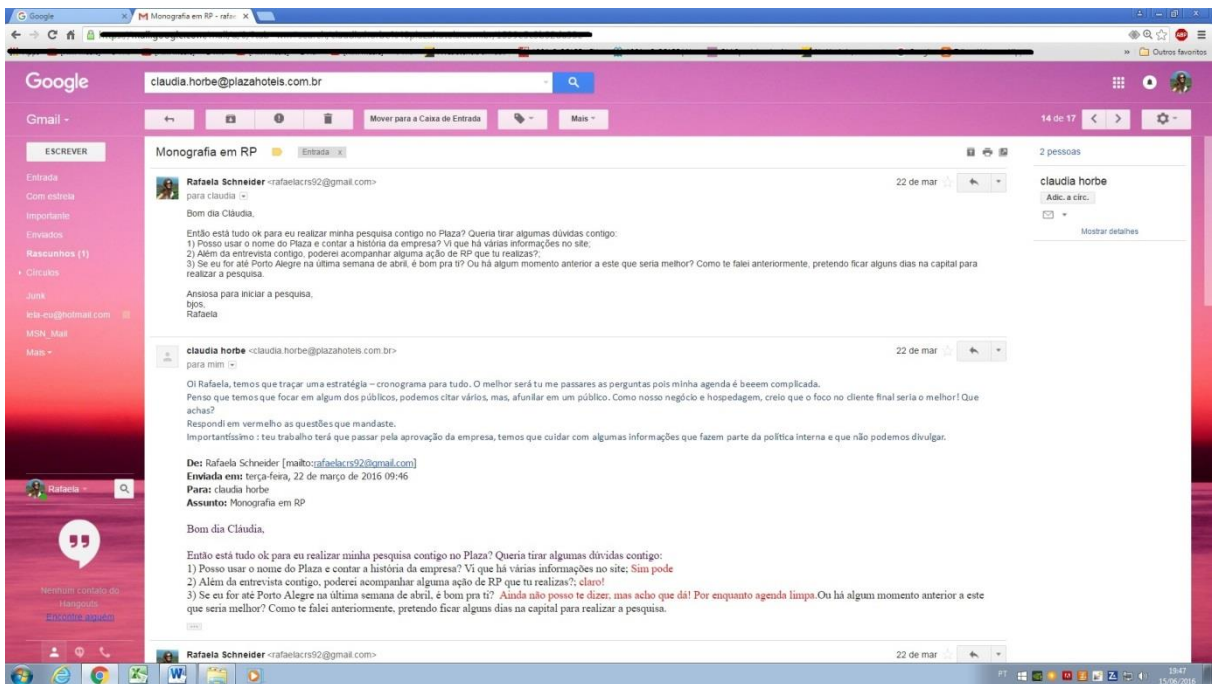 Google
Monografia em RP - rafae
Outros favoritos
Google
claudia.horbe@plazahoteis.com.br
Gmail
Mover para a Caixa de Entrada
Mais
14 de 17
ESCREVER
Entrada
Com estrela
Importante
Enviados
Rascunhos (1)
Círculos
Junk
leta-eu@hotmail.com
MSN_Mail
Mais
Monografia em RP
Entrada x
2 pessoas
claudia horbe
Adic. a circ.
Mostrar detalhes
Rafaela Schneider <rafaelacrs92@gmail.com>
22 de mar
para claudia
Bom dia Cláudia,
Então está tudo ok para eu realizar minha pesquisa contigo no Plaza? Queria tirar algumas dúvidas contigo:
1) Posso usar o nome do Plaza e contar a história da empresa? Vi que há várias informações no site;
2) Além da entrevista contigo, poderei acompanhar alguma ação de RP que tu realizas?;
3) Se eu for até Porto Alegre na última semana de abril, é bom pra ti? Ou há algum momento anterior a este que seria melhor? Como te falei anteriormente, pretendo ficar alguns dias na capital para
realizar a pesquisa.
Ansiosa para iniciar a pesquisa,
bjos,
Rafaela
claudia horbe <claudia.horbe@plazahoteis.com.br>
22 de mar
para mim
Oi Rafaela, temos que traçar uma estratégia – cronograma para tudo. O melhor será tu me passares as perguntas pois minha agenda é beeem complicada.
Penso que temos que focar em algum dos públicos, podemos citar vários, mas, afunilar em um público. Como nosso negócio e hospedagem, creio que o foco no cliente final seria o melhor! Que
achas?
Respondi em vermelho as questões que mandaste.
Importantíssimo : teu trabalho terá que passar pela aprovação da empresa, temos que cuidar com algumas informações que fazem parte da política interna e que não podemos divulgar.
De: Rafaela Schneider [mailto:rafaelacrs92@gmail.com]
Enviada em: terça-feira, 22 de março de 2016 09:46
Para: claudia horbe
Assunto: Monografia em RP
Bom dia Cláudia,
Então está tudo ok para eu realizar minha pesquisa contigo no Plaza? Queria tirar algumas dúvidas contigo:
1) Posso usar o nome do Plaza e contar a história da empresa? Vi que há várias informações no site; Sim pode
2) Além da entrevista contigo, poderei acompanhar alguma ação de RP que tu realizas?; claro!
3) Se eu for até Porto Alegre na última semana de abril, é bom pra ti? Ainda não posso te dizer, mas acho que dá! Por enquanto agenda limpa.Ou há algum momento anterior a este
que seria melhor? Como te falei anteriormente, pretendo ficar alguns dias na capital para realizar a pesquisa.
Rafaela Schneider <rafaelacrs92@gmail.com>
22 de mar
Rafaela
Nenhum contato do
Hangouts
Encontre alguém
PT
19:47
15/06/2016